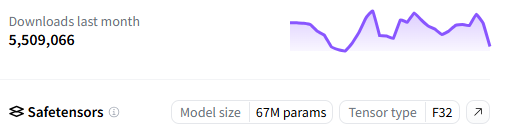 Downloads last month
5,509,066
Safetensors
Model size 67M params Tensor type F32